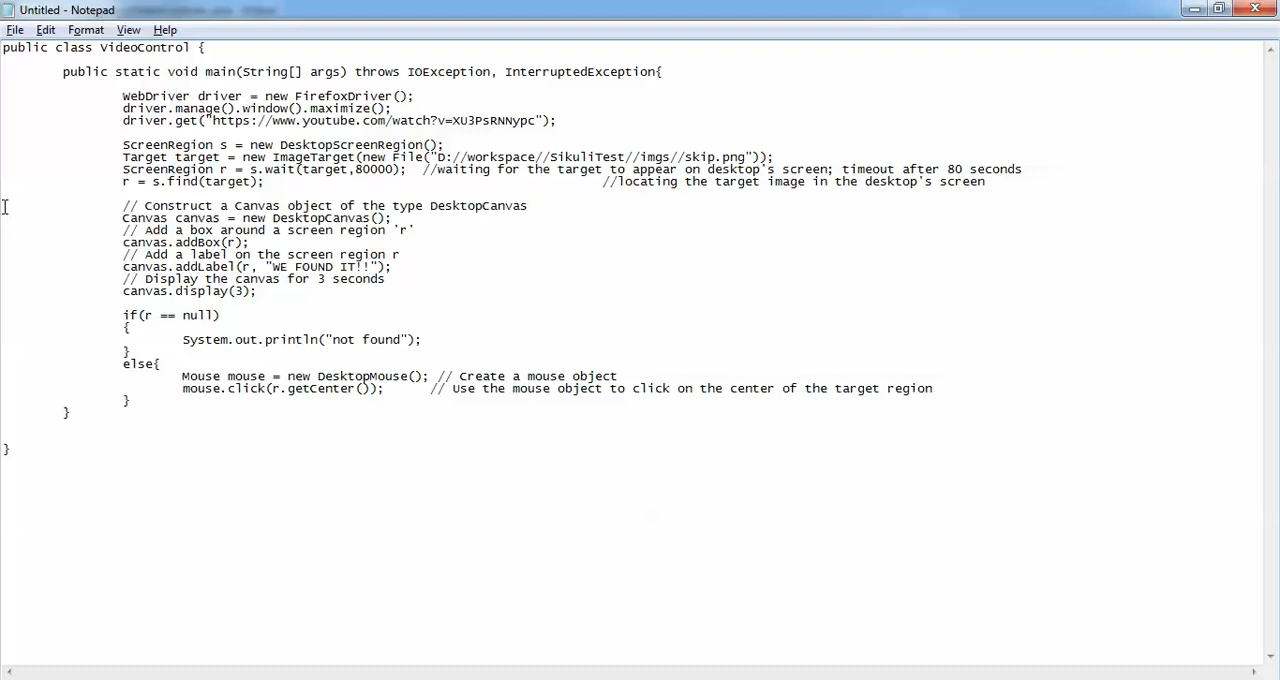 Untitled - Notepad
File Edit Format View Help
public class VideoControl {
public static void main(String[] args) throws IOException, InterruptedException{
WebDriver driver = new FirefoxDriver();
driver.manage().window().maximize();
driver.get("https://www.youtube.com/watch?v=XU3PsRNNypc");
ScreenRegion s = new DesktopScreenRegion();
Target target = new ImageTarget(new File("D://workspace//SikuliTest//imgs//skip.png"));
ScreenRegion r = s.wait(target,80000); //waiting for the target to appear on desktop's screen; timeout after 80 seconds
r = s.find(target); //locating the target image in the desktop's screen
// Construct a Canvas object of the type DesktopCanvas
Canvas canvas = new DesktopCanvas();
// Add a box around a screen region 'r'
canvas.addBox(r);
// Add a label on the screen region r
canvas.addLabel(r, "WE FOUND IT!!");
// Display the canvas for 3 seconds
canvas.display(3);
if(r == null)
{
System.out.println("not found");
}
else{
Mouse mouse = new DesktopMouse(); // Create a mouse object
mouse.click(r.getCenter()); // Use the mouse object to click on the center of the target region
}
}
}